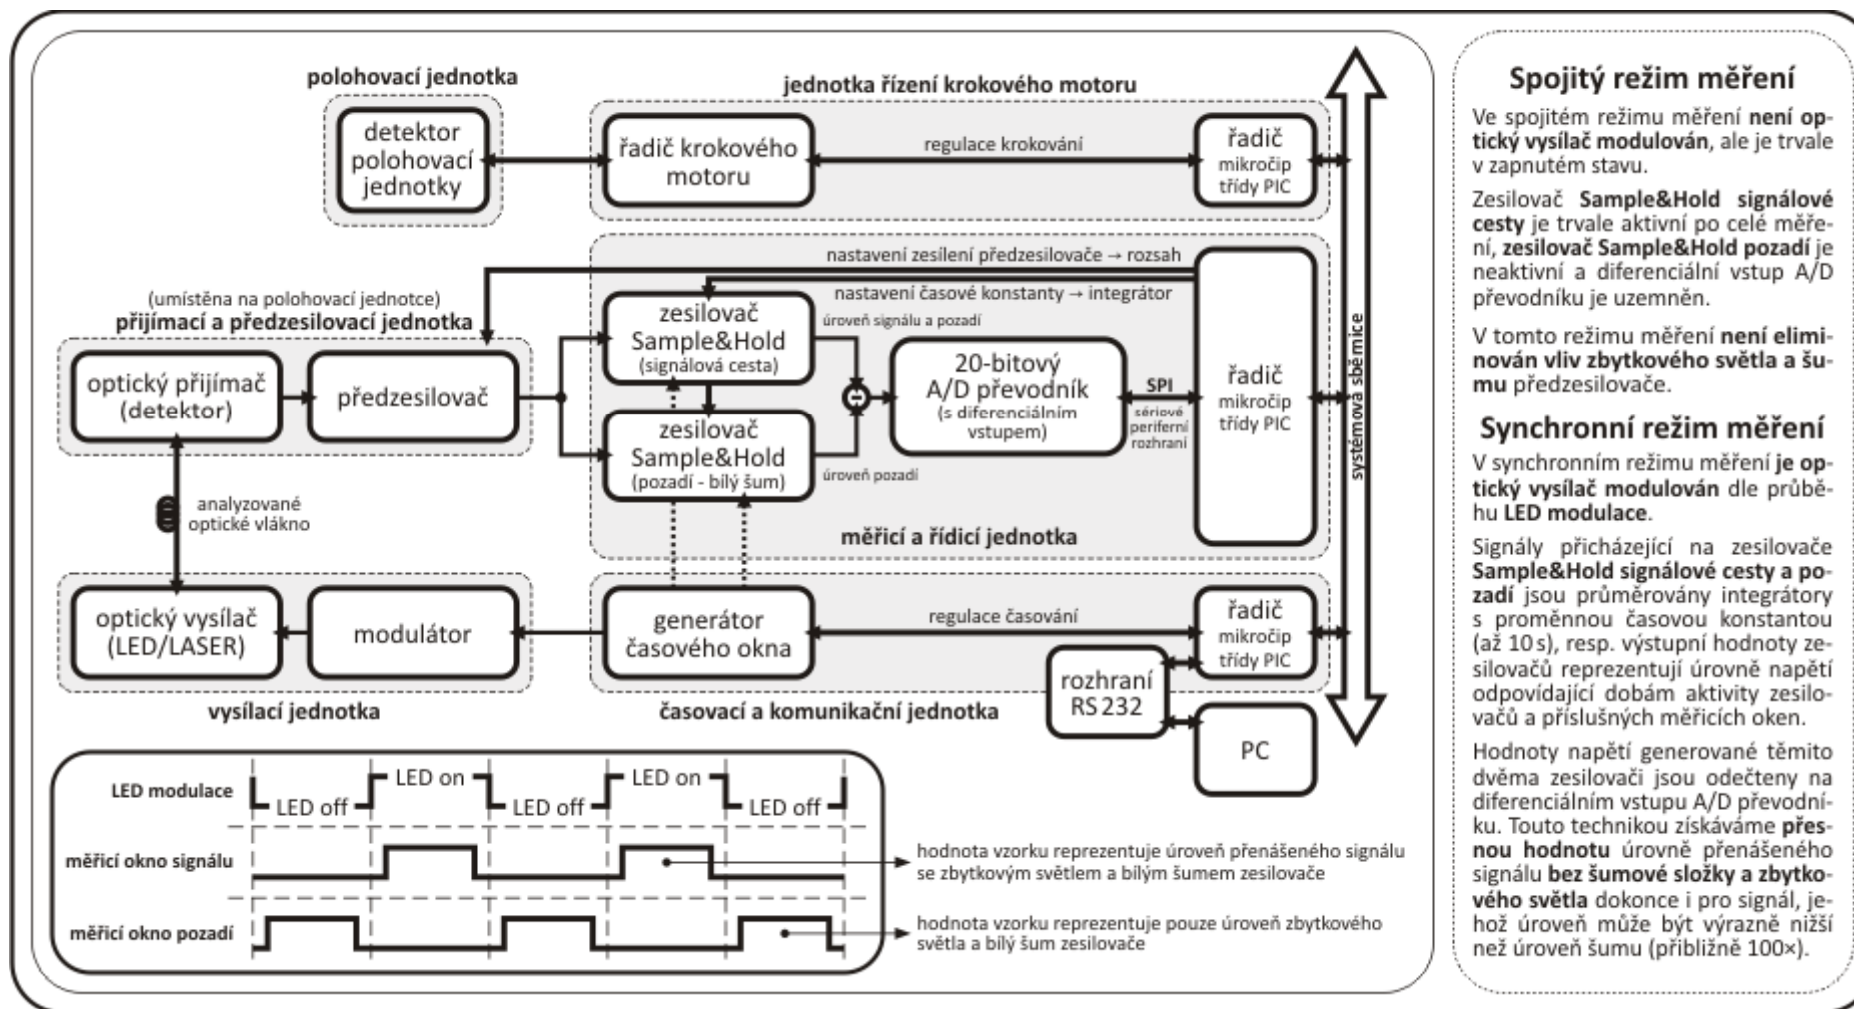 polohovací jednotka
detektor
polohovací
jednotky
jednotka řízení krokového motoru
řadič krokového
motoru
regulace krokování
řadič
mikročip
třídy PIC
nastavení zesílení předzesilovače → rozsah
nastavení časové konstanty → integrátor
(umístěna na polohovací jednotce)
přijímací a předzesilovací jednotka
optický přijímač
(detektor)
předzesilovač
zesilovač
Sample&Hold
(signálová cesta)
úroveň signálu a pozadí
zesilovač
Sample&Hold
(pozadí - bílý šum)
úroveň pozadí
20-bitový
A/D převodník
(s diferenciálním
vstupem)
SPI
sériové
periferní
rozhraní
řadič
mikročip
třídy PIC
systémová sběrnice
měřicí a řídicí jednotka
analyzované
optické vlákno
optický vysílač
(LED/LASER)
modulátor
vysílací jednotka
generátor
časového okna
regulace časování
řadič
mikročip
třídy PIC
časovací a komunikační jednotka
rozhraní
RS 232
PC
LED modulace
LED off
LED on
LED off
LED on
LED off
měřicí okno signálu
hodnota vzorku reprezentuje úroveň přenášeného signálu
se zbytkovým světlem a bílým šumem zesilovače
měřicí okno pozadí
hodnota vzorku reprezentuje pouze úroveň zbytkového
světla a bílý šum zesilovače
Spojitý režim měření
Ve spojitém režimu měření není op-
tický vysílač modulován, ale je trvale
v zapnutém stavu.
Zesilovač Sample&Hold signálové
cesty je trvale aktivní po celé měře-
ní, zesilovač Sample&Hold pozadí je
neaktivní a diferenciální vstup A/D
převodníku je uzemněn.
V tomto režimu měření není elimi-
nován vliv zbytkového světla a šu-
mu předzesilovače.
Synchronní režim měření
V synchronním režimu měření je op-
tický vysílač modulován dle průbě-
hu LED modulace.
Signály přicházející na zesilovače
Sample&Hold signálové cesty a po-
zadí jsou průměrovány integrátory
s proměnnou časovou konstantou
(až 10 s), resp. výstupní hodnoty ze-
silovačů reprezentují úrovně napětí
odpovídající dobám aktivity zesilo-
vačů a příslušných měřicích oken.
Hodnoty napětí generované těmito
dvěma zesilovači jsou odečteny na
diferenciálním vstupu A/D převodní-
ku. Touto technikou získáváme přes-
nou hodnotu úrovně přenášeného
signálu bez šumové složky a zbytko-
vého světla dokonce i pro signál, je-
hož úroveň může být výrazně nižší
než úroveň šumu (přibližně 100×).